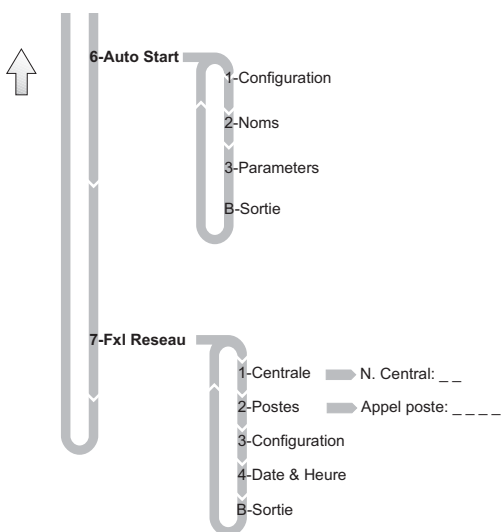 6-Auto Start
1-Configuration
2-Noms
3-Parameters
B-Sortie
7-Fxl Reseau
1-Centrale N. Central: _ _
2-Postes Appel poste: _ _ _ _
3-Configuration
4-Date & Heure
B-Sortie